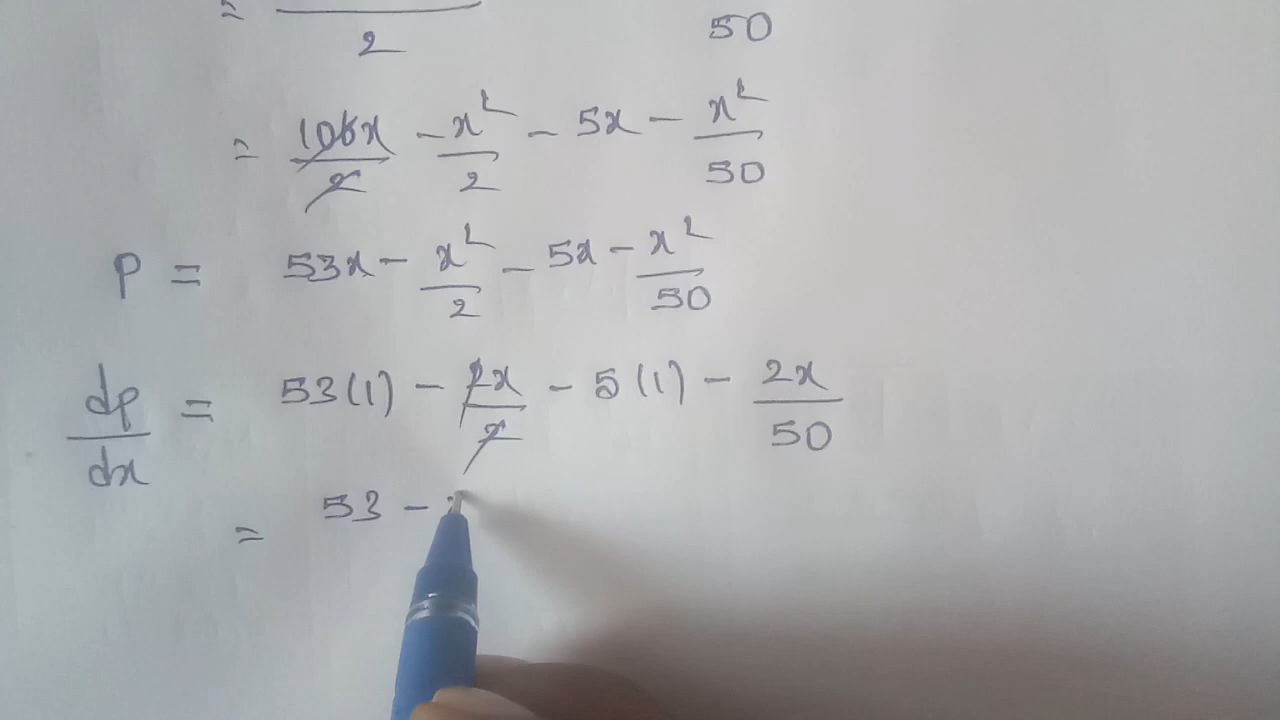 = / 2 50
= 106x/2 - x²/2 - 5x - x²/50
P = 53x - x²/2 - 5x - x²/50
dp/dx = 53(1) - 2x/2 - 5(1) - 2x/50
= 53 -